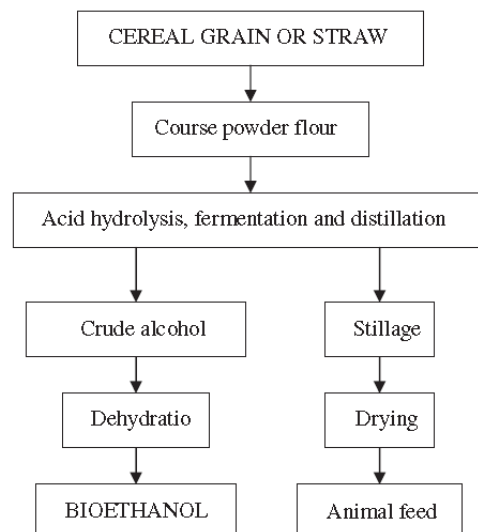 CEREAL GRAIN OR STRAW
Course powder flour
Acid hydrolysis, fermentation and distillation
Crude alcohol
Stillage
Dehydratio
Drying
BIOETHANOL
Animal feed